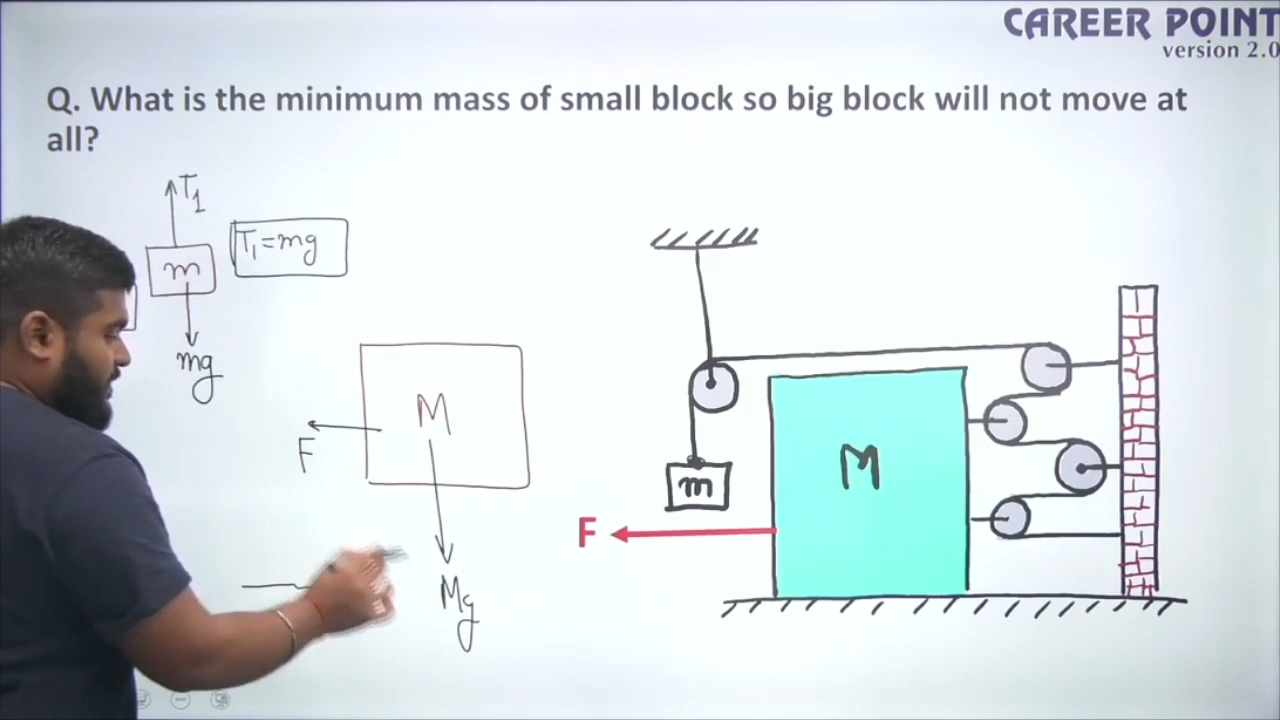 CAREER POINT
version 2.0
Q. What is the minimum mass of small block so big block will not move at
all?
T₁
m
T₁=mg
mg
M
F
Mg
m
M
F